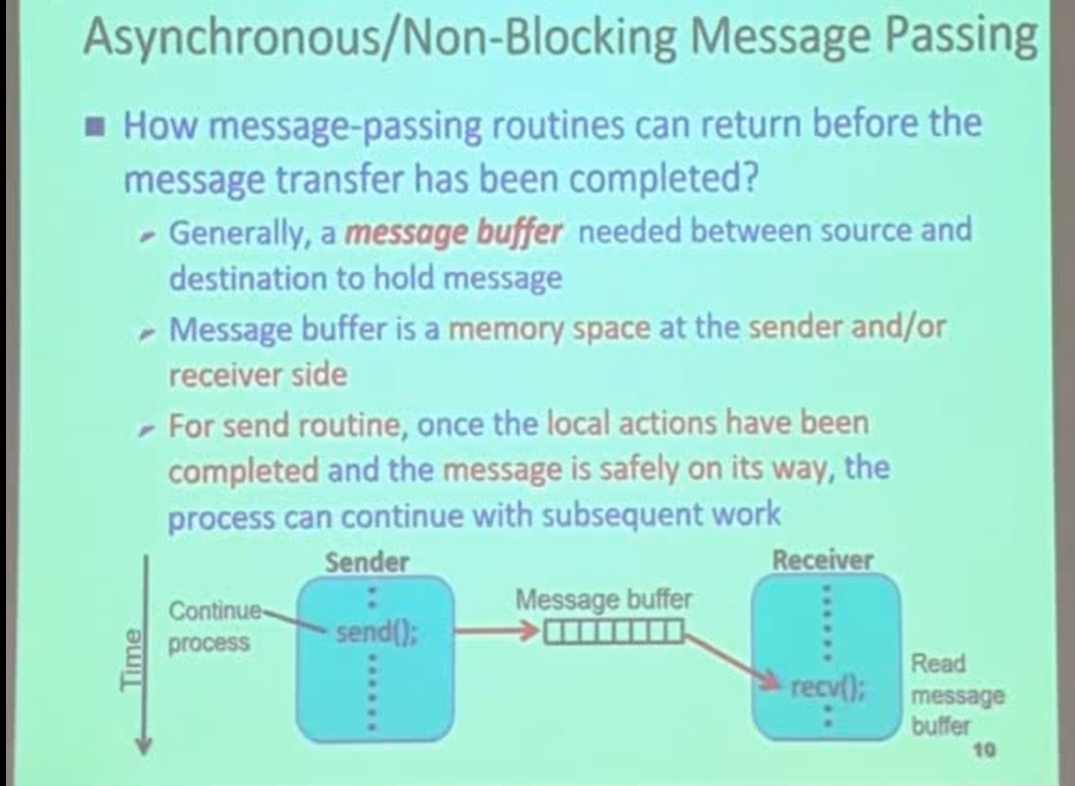 Asynchronous/Non-Blocking Message Passing
How message-passing routines can return before the
message transfer has been completed?
Generally, a message buffer needed between source and
destination to hold message
Message buffer is a memory space at the sender and/or
receiver side
For send routine, once the local actions have been
completed and the message is safely on its way, the
process can continue with subsequent work
Time
Continue
process
Sender
send();
Message buffer
Receiver
recv();
Read
message
buffer
10